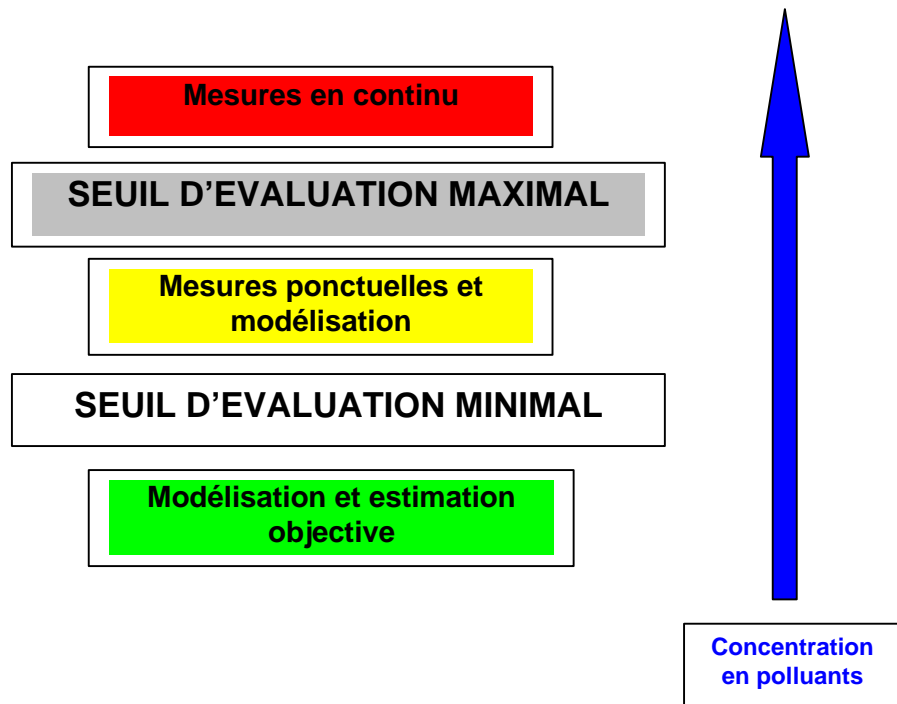 Mesures en continu
SEUIL D’EVALUATION MAXIMAL
Mesures ponctuelles et
modélisation
SEUIL D’EVALUATION MINIMAL
Modélisation et estimation
objective
Concentration
en polluants